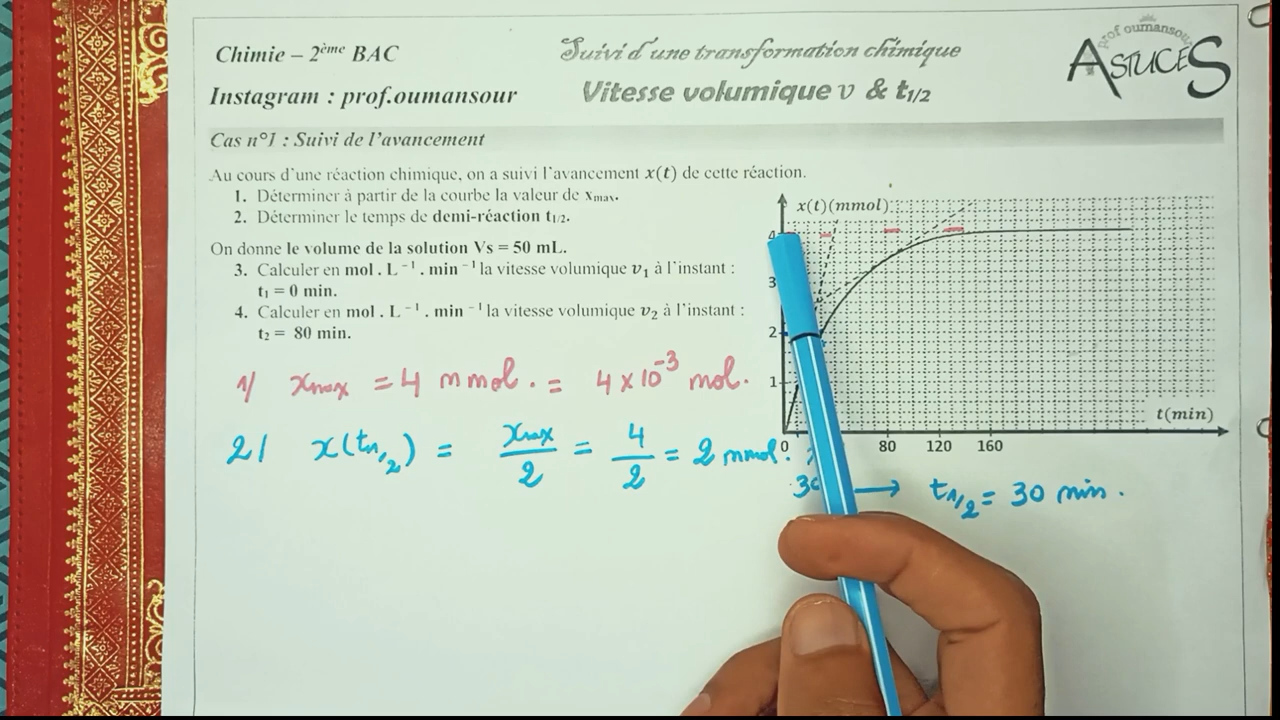 Chimie – 2ème BAC
Suivi d'une transformation chimique
prof oumansour
ASTUCES
Instagram : prof.oumansour
Vitesse volumique v & t1/2
Cas n°1 : Suivi de l'avancement
Au cours d'une réaction chimique, on a suivi l'avancement x(t) de cette réaction.
1. Déterminer à partir de la courbe la valeur de xmax.
2. Déterminer le temps de demi-réaction t1/2.
On donne le volume de la solution Vs = 50 mL.
3. Calculer en mol . L⁻¹ . min⁻¹ la vitesse volumique v₁ à l'instant :
t₁ = 0 min.
4. Calculer en mol . L⁻¹ . min⁻¹ la vitesse volumique v₂ à l'instant :
t₂ = 80 min.
x(t)(mmol)
4
3
2
1
t(min)
0 80 120 160
1/ xmax = 4 mmol. = 4 x 10⁻³ mol.
2/ x(t1/2) = xmax/2 = 4/2 = 2 mmol.
→ t1/2 = 30 min.